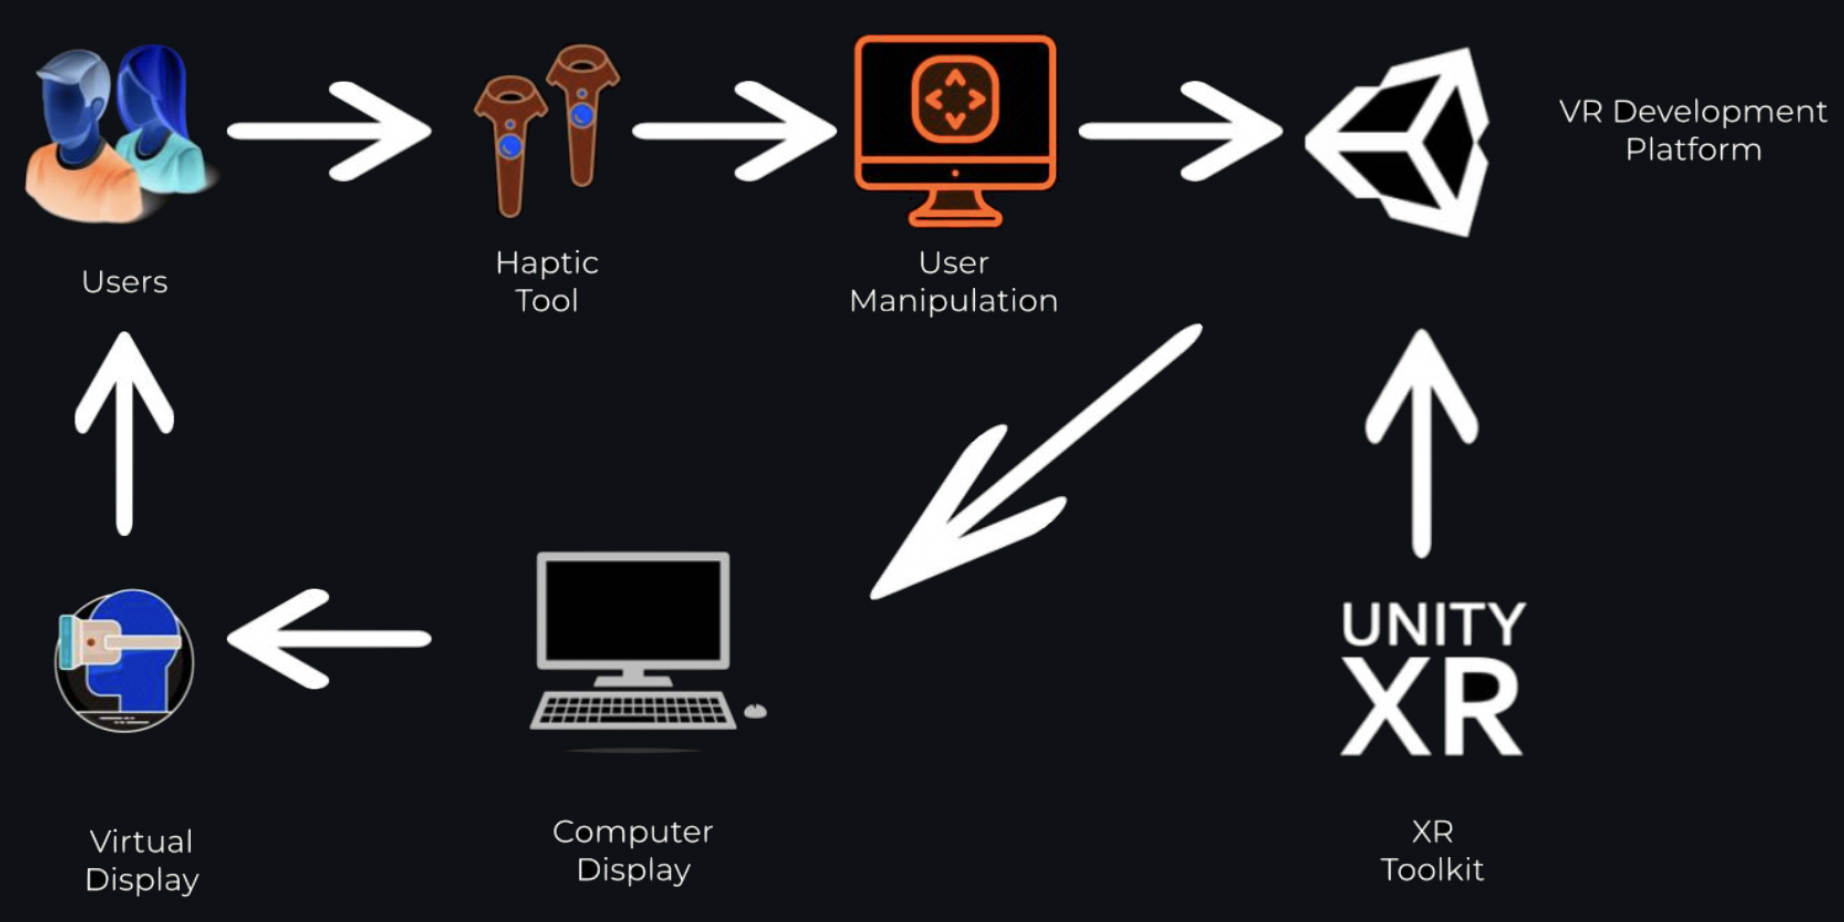 VR Development
Platform
Users
Haptic
Tool
User
Manipulation
UNITY
XR
Virtual
Display
Computer
Display
XR
Toolkit